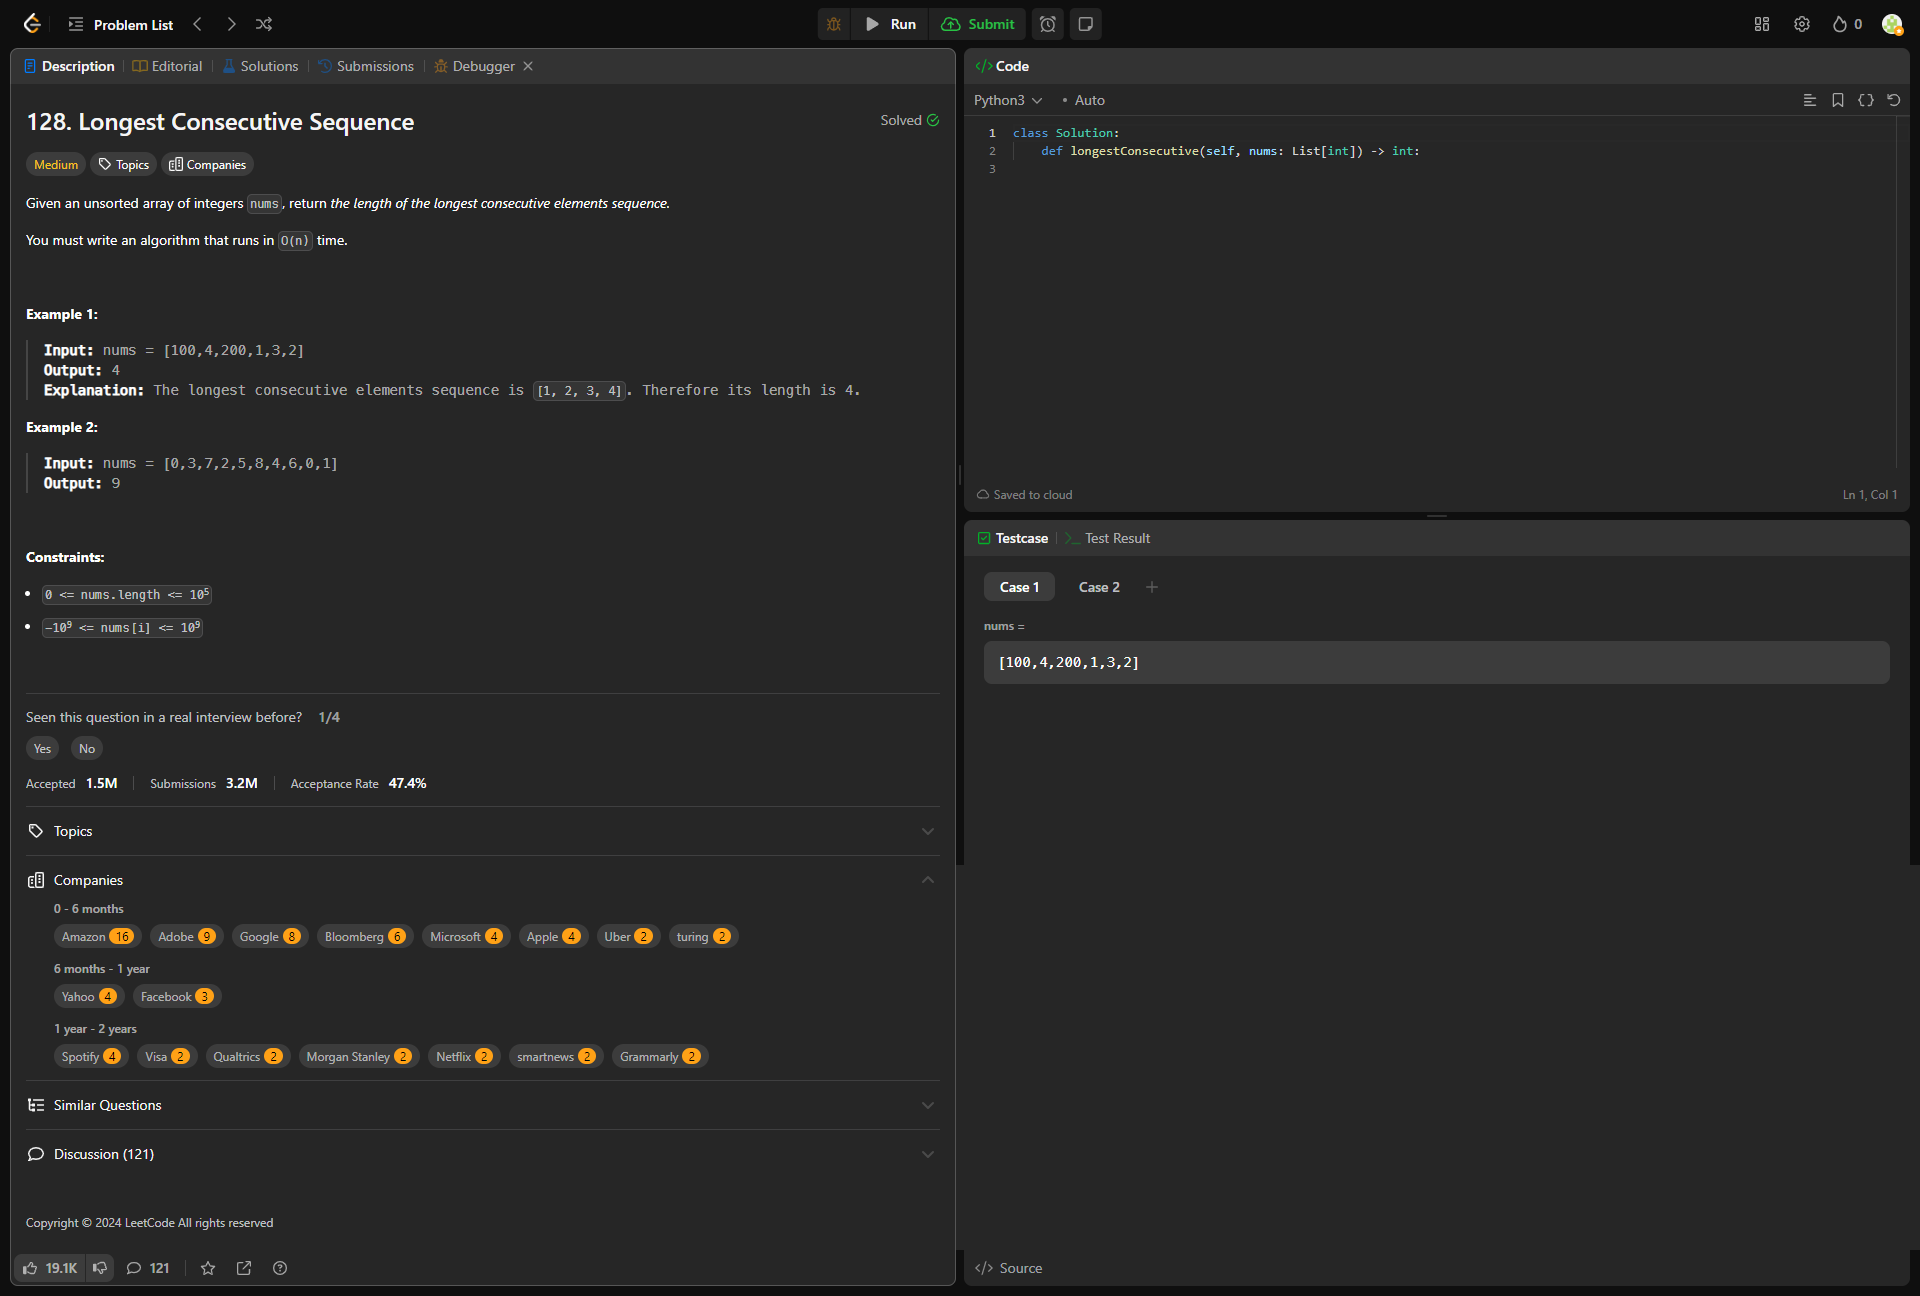 Problem List
Run
Submit
0
Description
Editorial
Solutions
Submissions
Debugger
128. Longest Consecutive Sequence
Solved
Medium
Topics
Companies
Given an unsorted array of integers nums, return the length of the longest consecutive elements sequence.
You must write an algorithm that runs in O(n) time.
Example 1:
Input: nums = [100,4,200,1,3,2]
Output: 4
Explanation: The longest consecutive elements sequence is [1, 2, 3, 4]. Therefore its length is 4.
Example 2:
Input: nums = [0,3,7,2,5,8,4,6,0,1]
Output: 9
Constraints:
• 0 <= nums.length <= 10⁵
• -10⁹ <= nums[i] <= 10⁹
Seen this question in a real interview before? 1/4
Yes No
Accepted 1.5M Submissions 3.2M Acceptance Rate 47.4%
Topics
Companies
0 - 6 months
Amazon 16 Adobe 9 Google 8 Bloomberg 6 Microsoft 4 Apple 4 Uber 2 turing 2
6 months - 1 year
Yahoo 4 Facebook 3
1 year - 2 years
Spotify 4 Visa 2 Qualtrics 2 Morgan Stanley 2 Netflix 2 smartnews 2 Grammarly 2
Similar Questions
Discussion (121)
Copyright © 2024 LeetCode All rights reserved
19.1K 121
</> Code
Python3 • Auto
1 class Solution:
2 def longestConsecutive(self, nums: List[int]) -> int:
3
Saved to cloud
Ln 1, Col 1
Testcase
>_ Test Result
Case 1 Case 2 +
nums =
[100,4,200,1,3,2]
</> Source